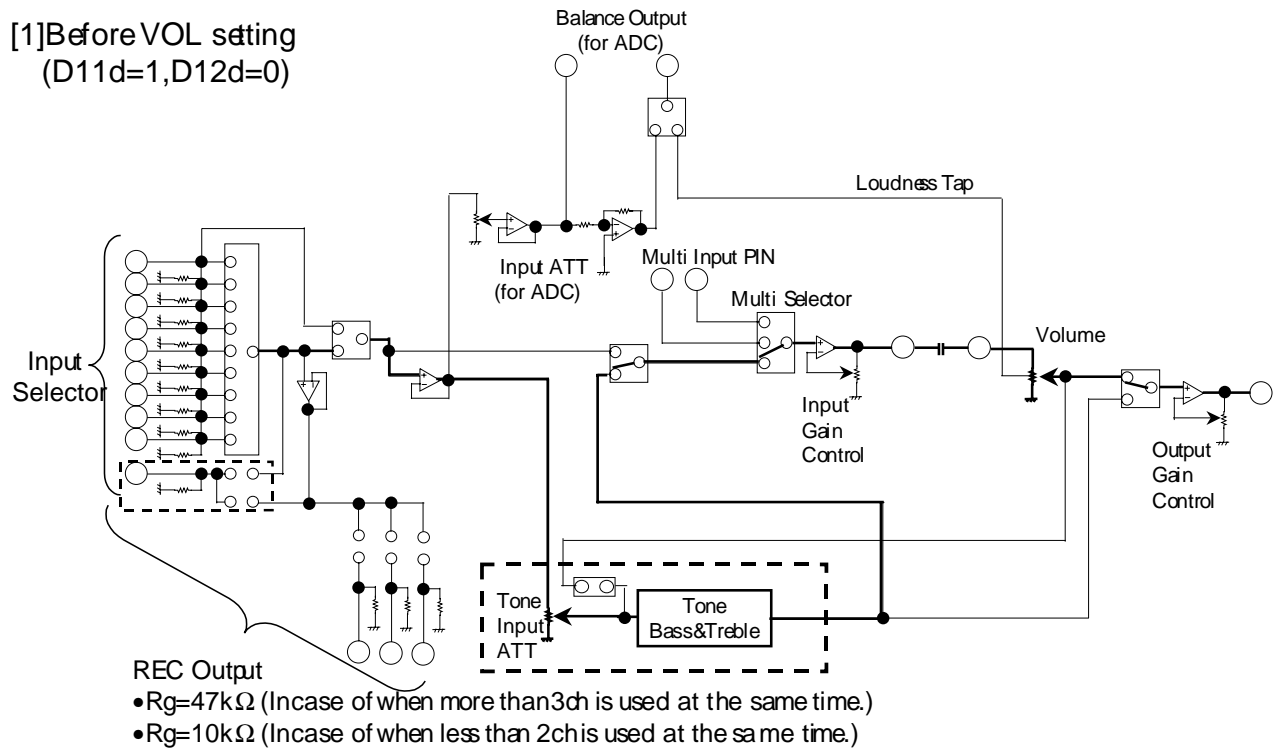 [1]Before VOL setting
(D11d=1,D12d=0)
Balance Output
(for ADC)
Loudness Tap
Input ATT
(for ADC)
Multi Input PIN
Multi Selector
Volume
Input
Selector
Input
Gain
Control
Output
Gain
Control
Tone
Input
ATT
Tone
Bass&Treble
REC Output
•Rg=47kΩ (Incase of when more than3ch is used at the same time.)
•Rg=10kΩ (Incase of when less than 2ch is used at the same time.)